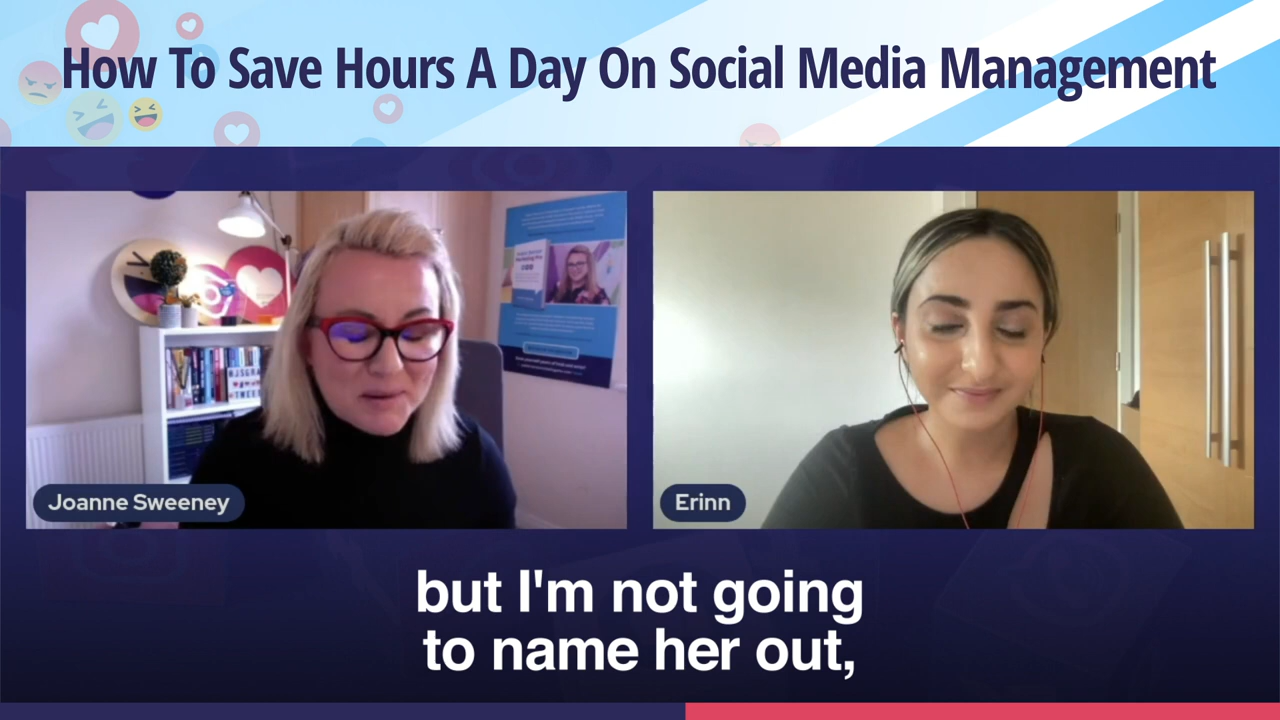 How To Save Hours A Day On Social Media Management
Joanne Sweeney
Erinn
but I'm not going
to name her out,